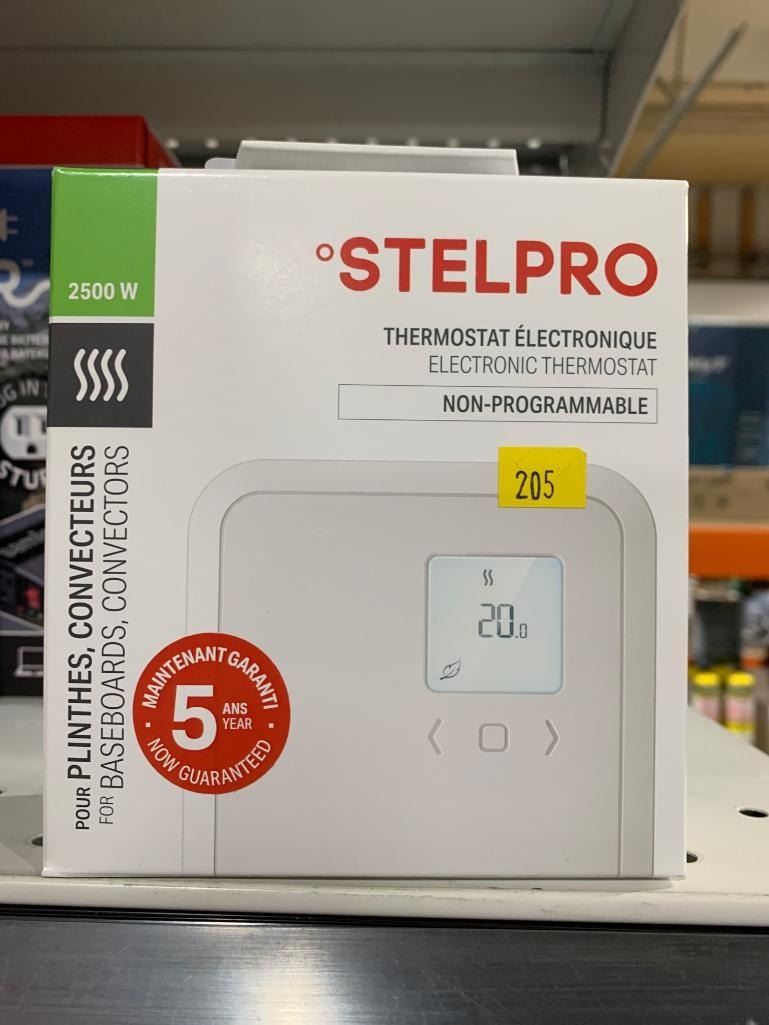 2500 W
°STELPRO
THERMOSTAT ÉLECTRONIQUE
ELECTRONIC THERMOSTAT
NON-PROGRAMMABLE
205
20.0
POUR PLINTHES, CONVECTEURS
FOR BASEBOARDS, CONVECTORS
MAINTENANT GARANTI
5 ANS
YEAR
NOW GUARANTEED